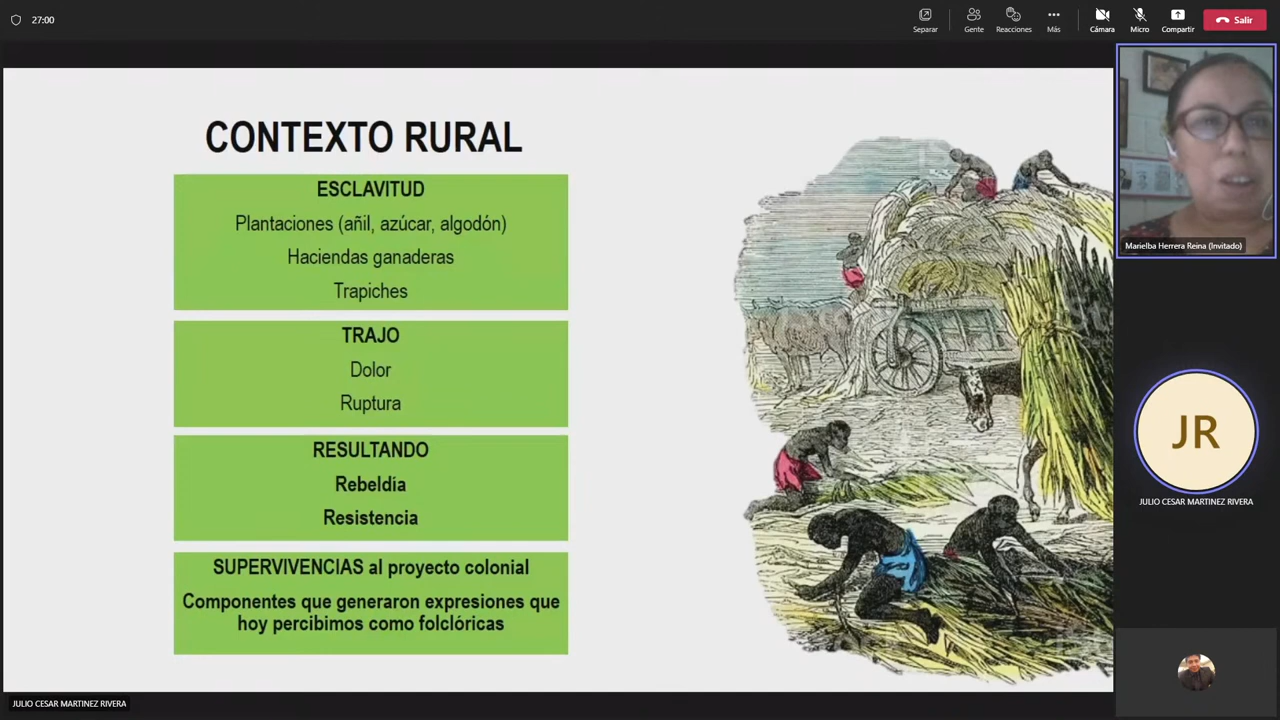 27:00
Separar
Gente
Reacciones
Más
Cámara
Micro
Compartir
Salir
CONTEXTO RURAL
ESCLAVITUD
Plantaciones (añil, azúcar, algodón)
Haciendas ganaderas
Trapiches
TRAJO
Dolor
Ruptura
RESULTANDO
Rebeldía
Resistencia
SUPERVIVENCIAS al proyecto colonial
Componentes que generaron expresiones que
hoy percibimos como folclóricas
Marielba Herrera Reina (Invitado)
JR
JULIO CESAR MARTINEZ RIVERA
JULIO CESAR MARTINEZ RIVERA